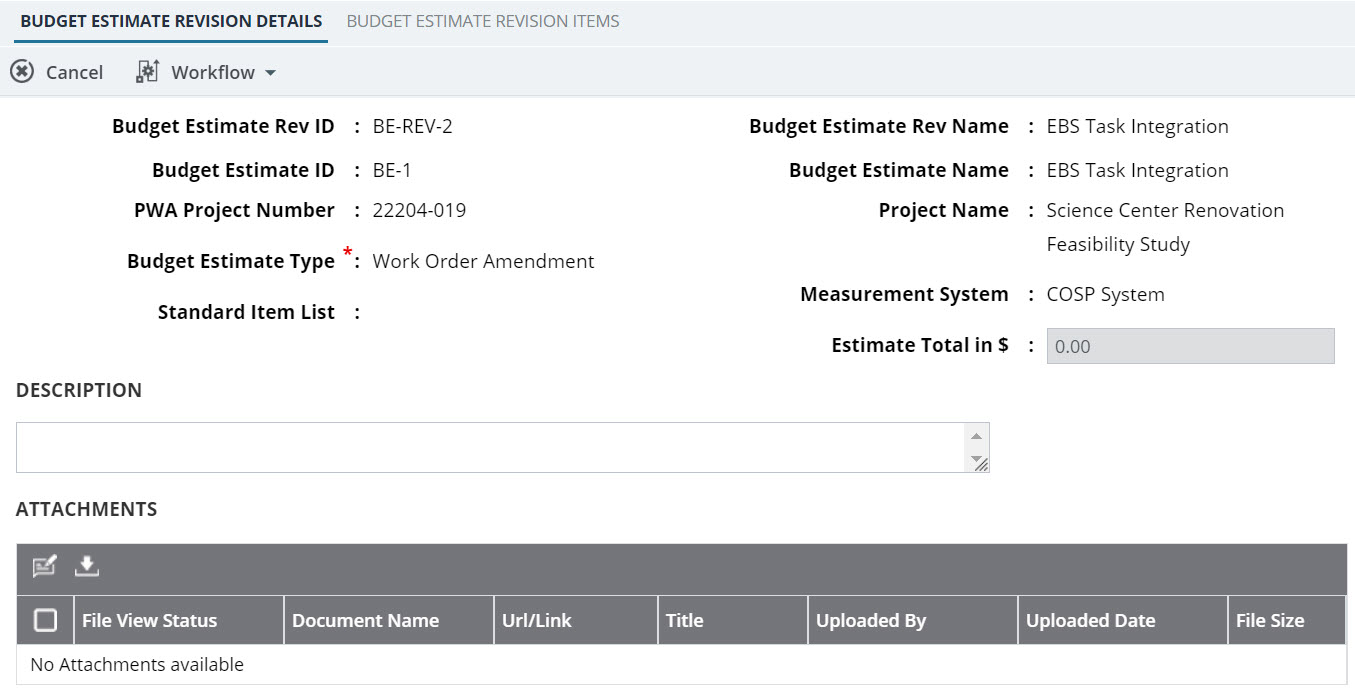 BUDGET ESTIMATE REVISION DETAILS BUDGET ESTIMATE REVISION ITEMS
Cancel Workflow
Budget Estimate Rev ID : BE-REV-2 Budget Estimate Rev Name : EBS Task Integration
Budget Estimate ID : BE-1 Budget Estimate Name : EBS Task Integration
PWA Project Number : 22204-019 Project Name : Science Center Renovation
Feasibility Study
Budget Estimate Type *: Work Order Amendment
Measurement System : COSP System
Standard Item List :
Estimate Total in $ : 0.00
DESCRIPTION
ATTACHMENTS
File View Status Document Name Url/Link Title Uploaded By Uploaded Date File Size
No Attachments available